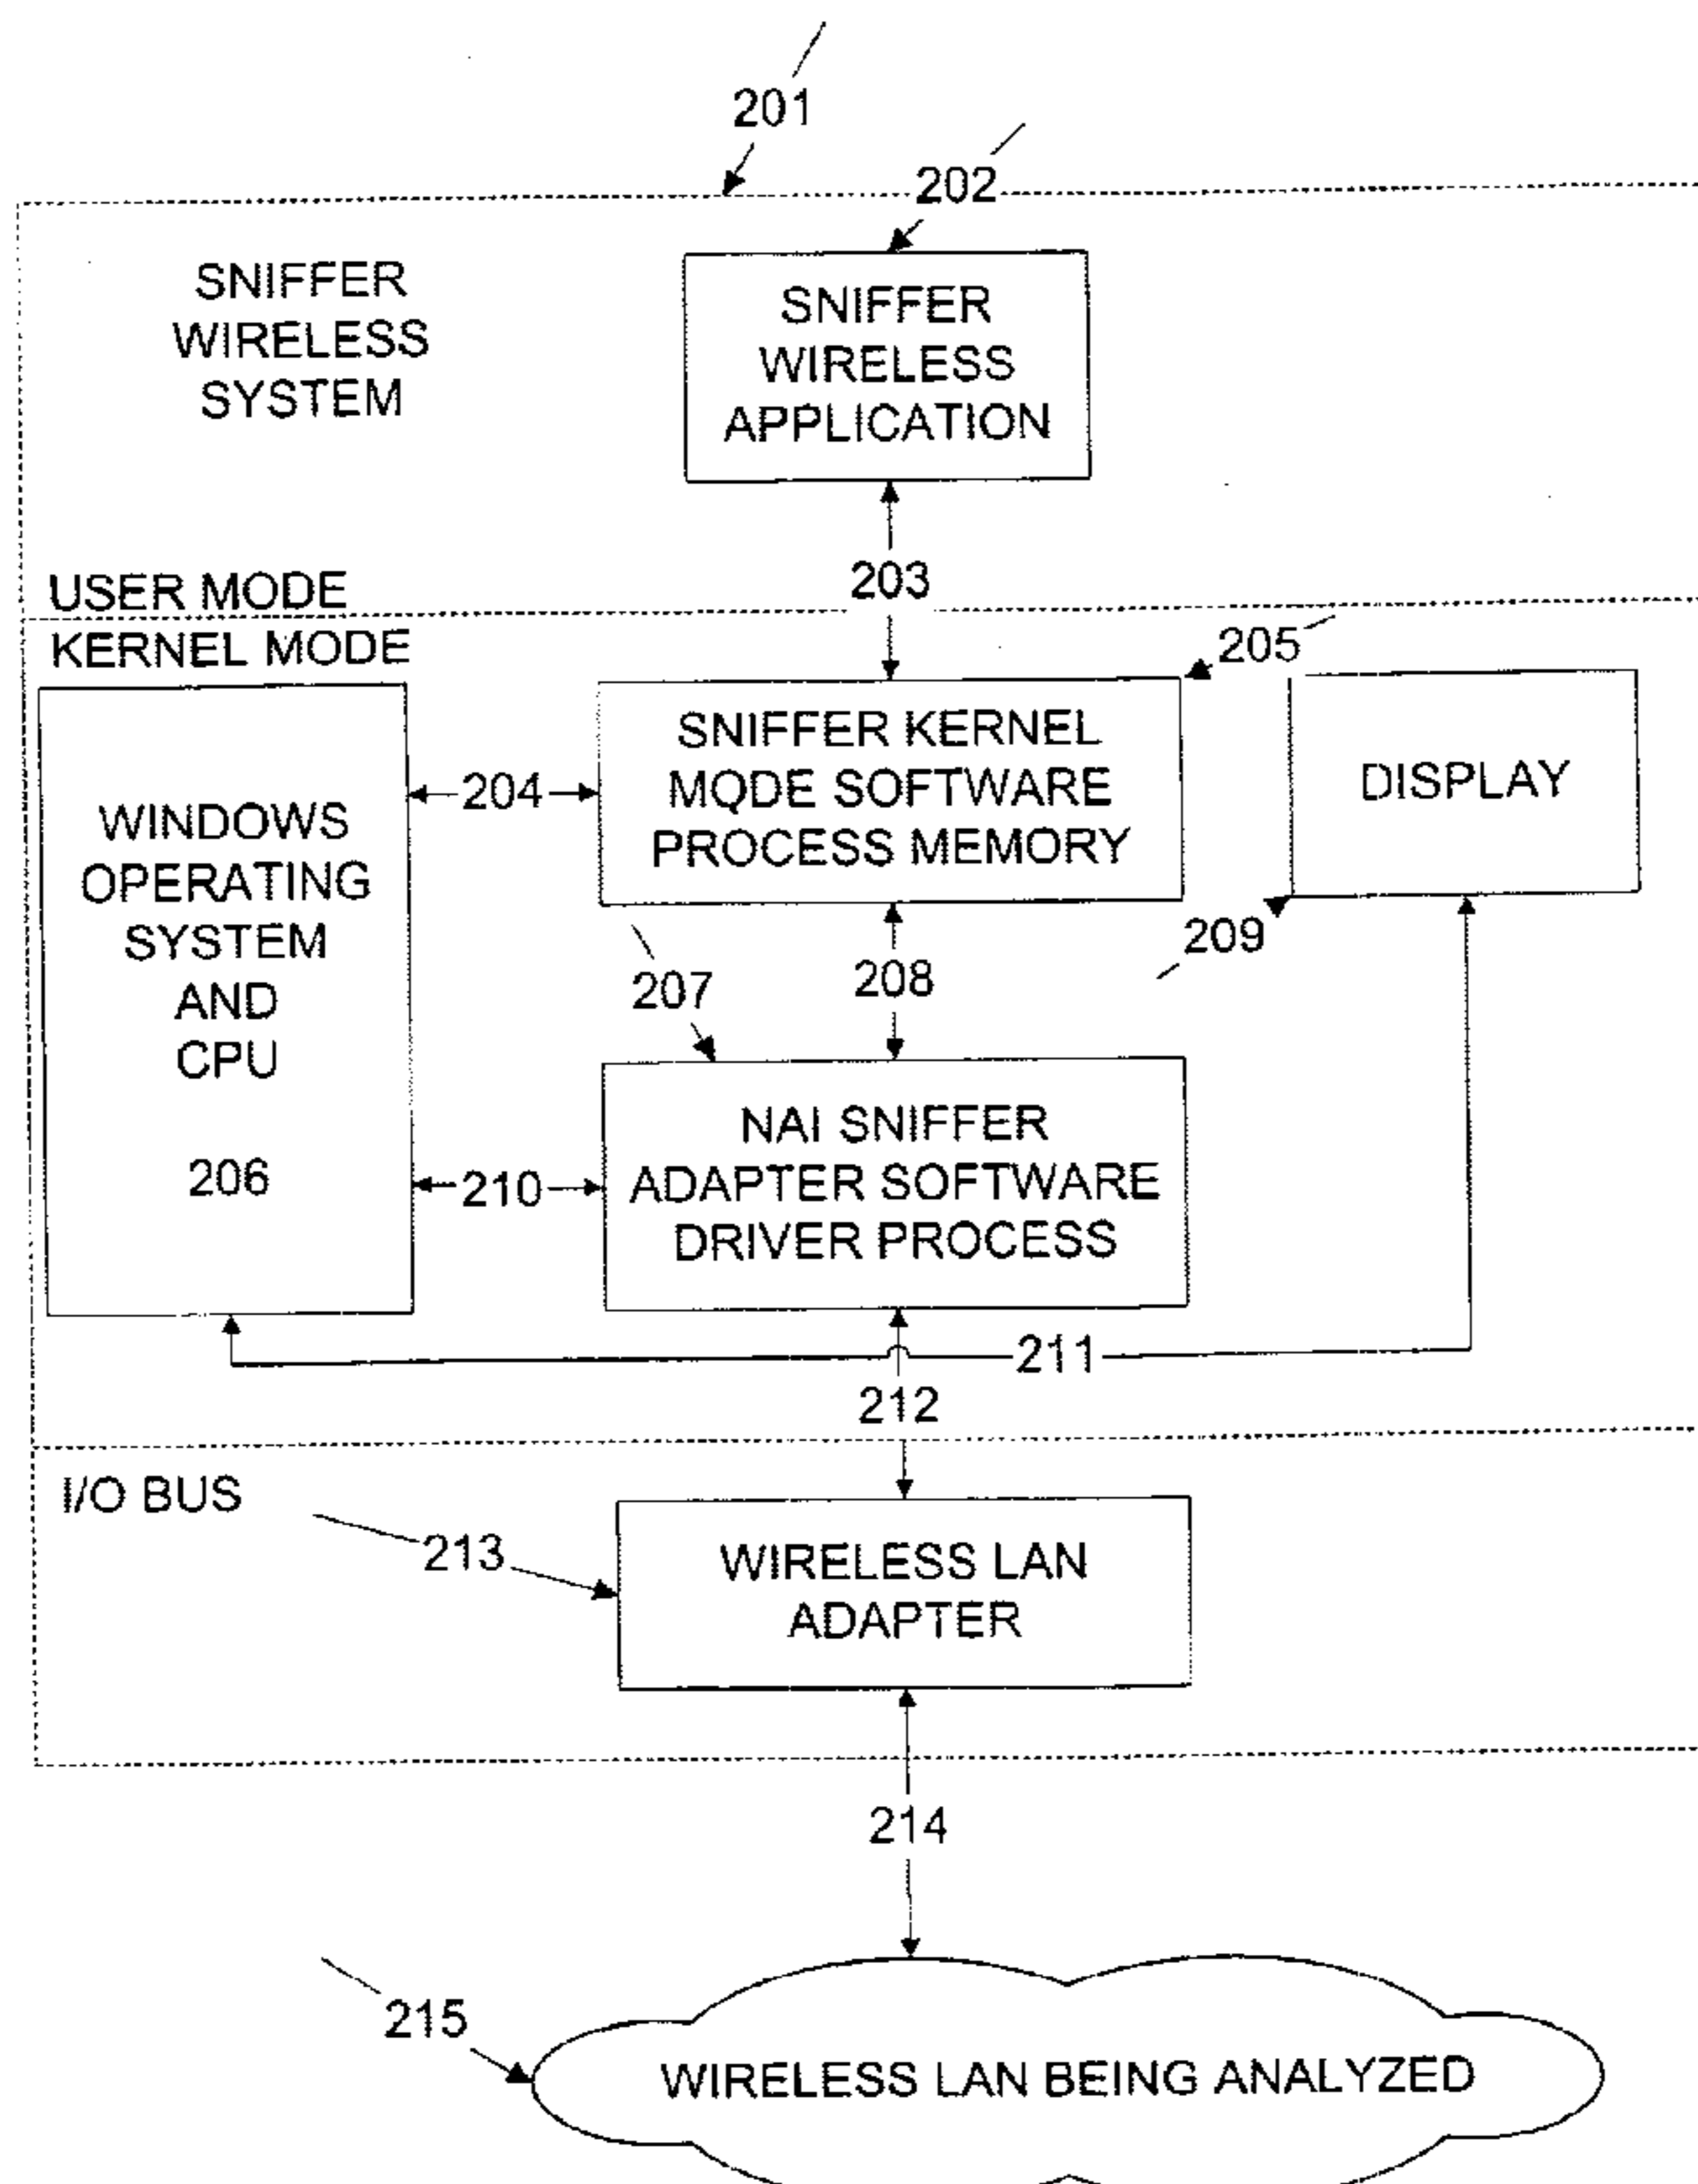 201
202
SNIFFER
WIRELESS
SYSTEM
SNIFFER
WIRELESS
APPLICATION
203
USER MODE
KERNEL MODE
205
WINDOWS
OPERATING
SYSTEM
AND
CPU
206
204
SNIFFER KERNEL
MQDE SOFTWARE
PROCESS MEMORY
DISPLAY
209
207
208
NAI SNIFFER
ADAPTER SOFTWARE
DRIVER PROCESS
210
211
212
I/O BUS
213
WIRELESS LAN
ADAPTER
214
215
WIRELESS LAN BEING ANALYZED